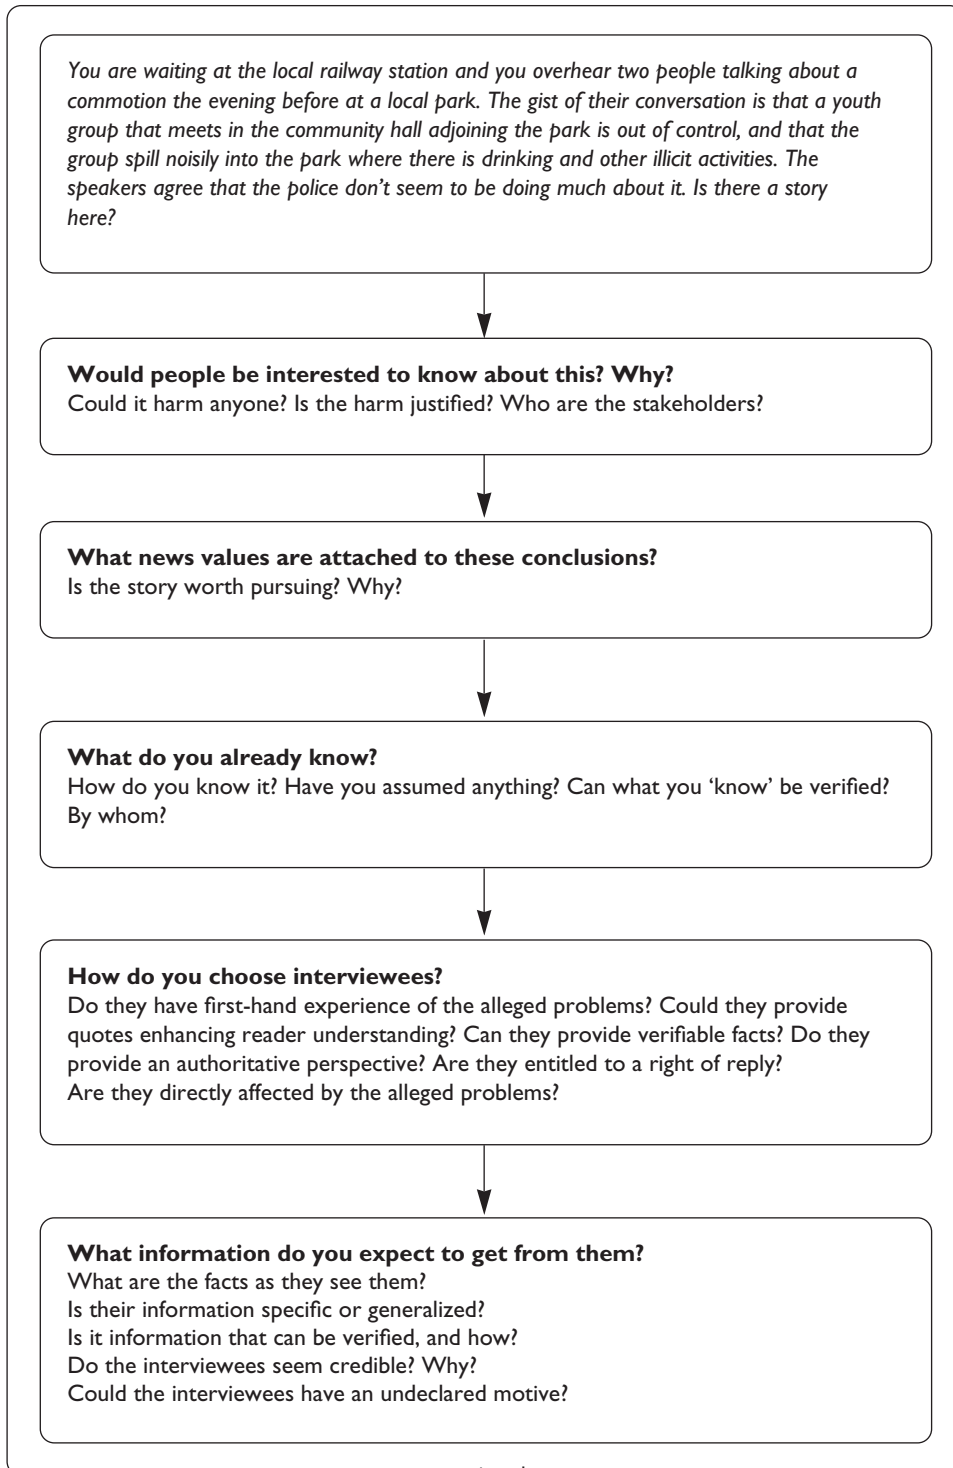 You are waiting at the local railway station and you overhear two people talking about a
commotion the evening before at a local park. The gist of their conversation is that a youth
group that meets in the community hall adjoining the park is out of control, and that the
group spill noisily into the park where there is drinking and other illicit activities. The
speakers agree that the police don’t seem to be doing much about it. Is there a story
here?
Would people be interested to know about this? Why?
Could it harm anyone? Is the harm justified? Who are the stakeholders?
What news values are attached to these conclusions?
Is the story worth pursuing? Why?
What do you already know?
How do you know it? Have you assumed anything? Can what you ‘know’ be verified?
By whom?
How do you choose interviewees?
Do they have first-hand experience of the alleged problems? Could they provide
quotes enhancing reader understanding? Can they provide verifiable facts? Do they
provide an authoritative perspective? Are they entitled to a right of reply?
Are they directly affected by the alleged problems?
What information do you expect to get from them?
What are the facts as they see them?
Is their information specific or generalized?
Is it information that can be verified, and how?
Do the interviewees seem credible? Why?
Could the interviewees have an undeclared motive?